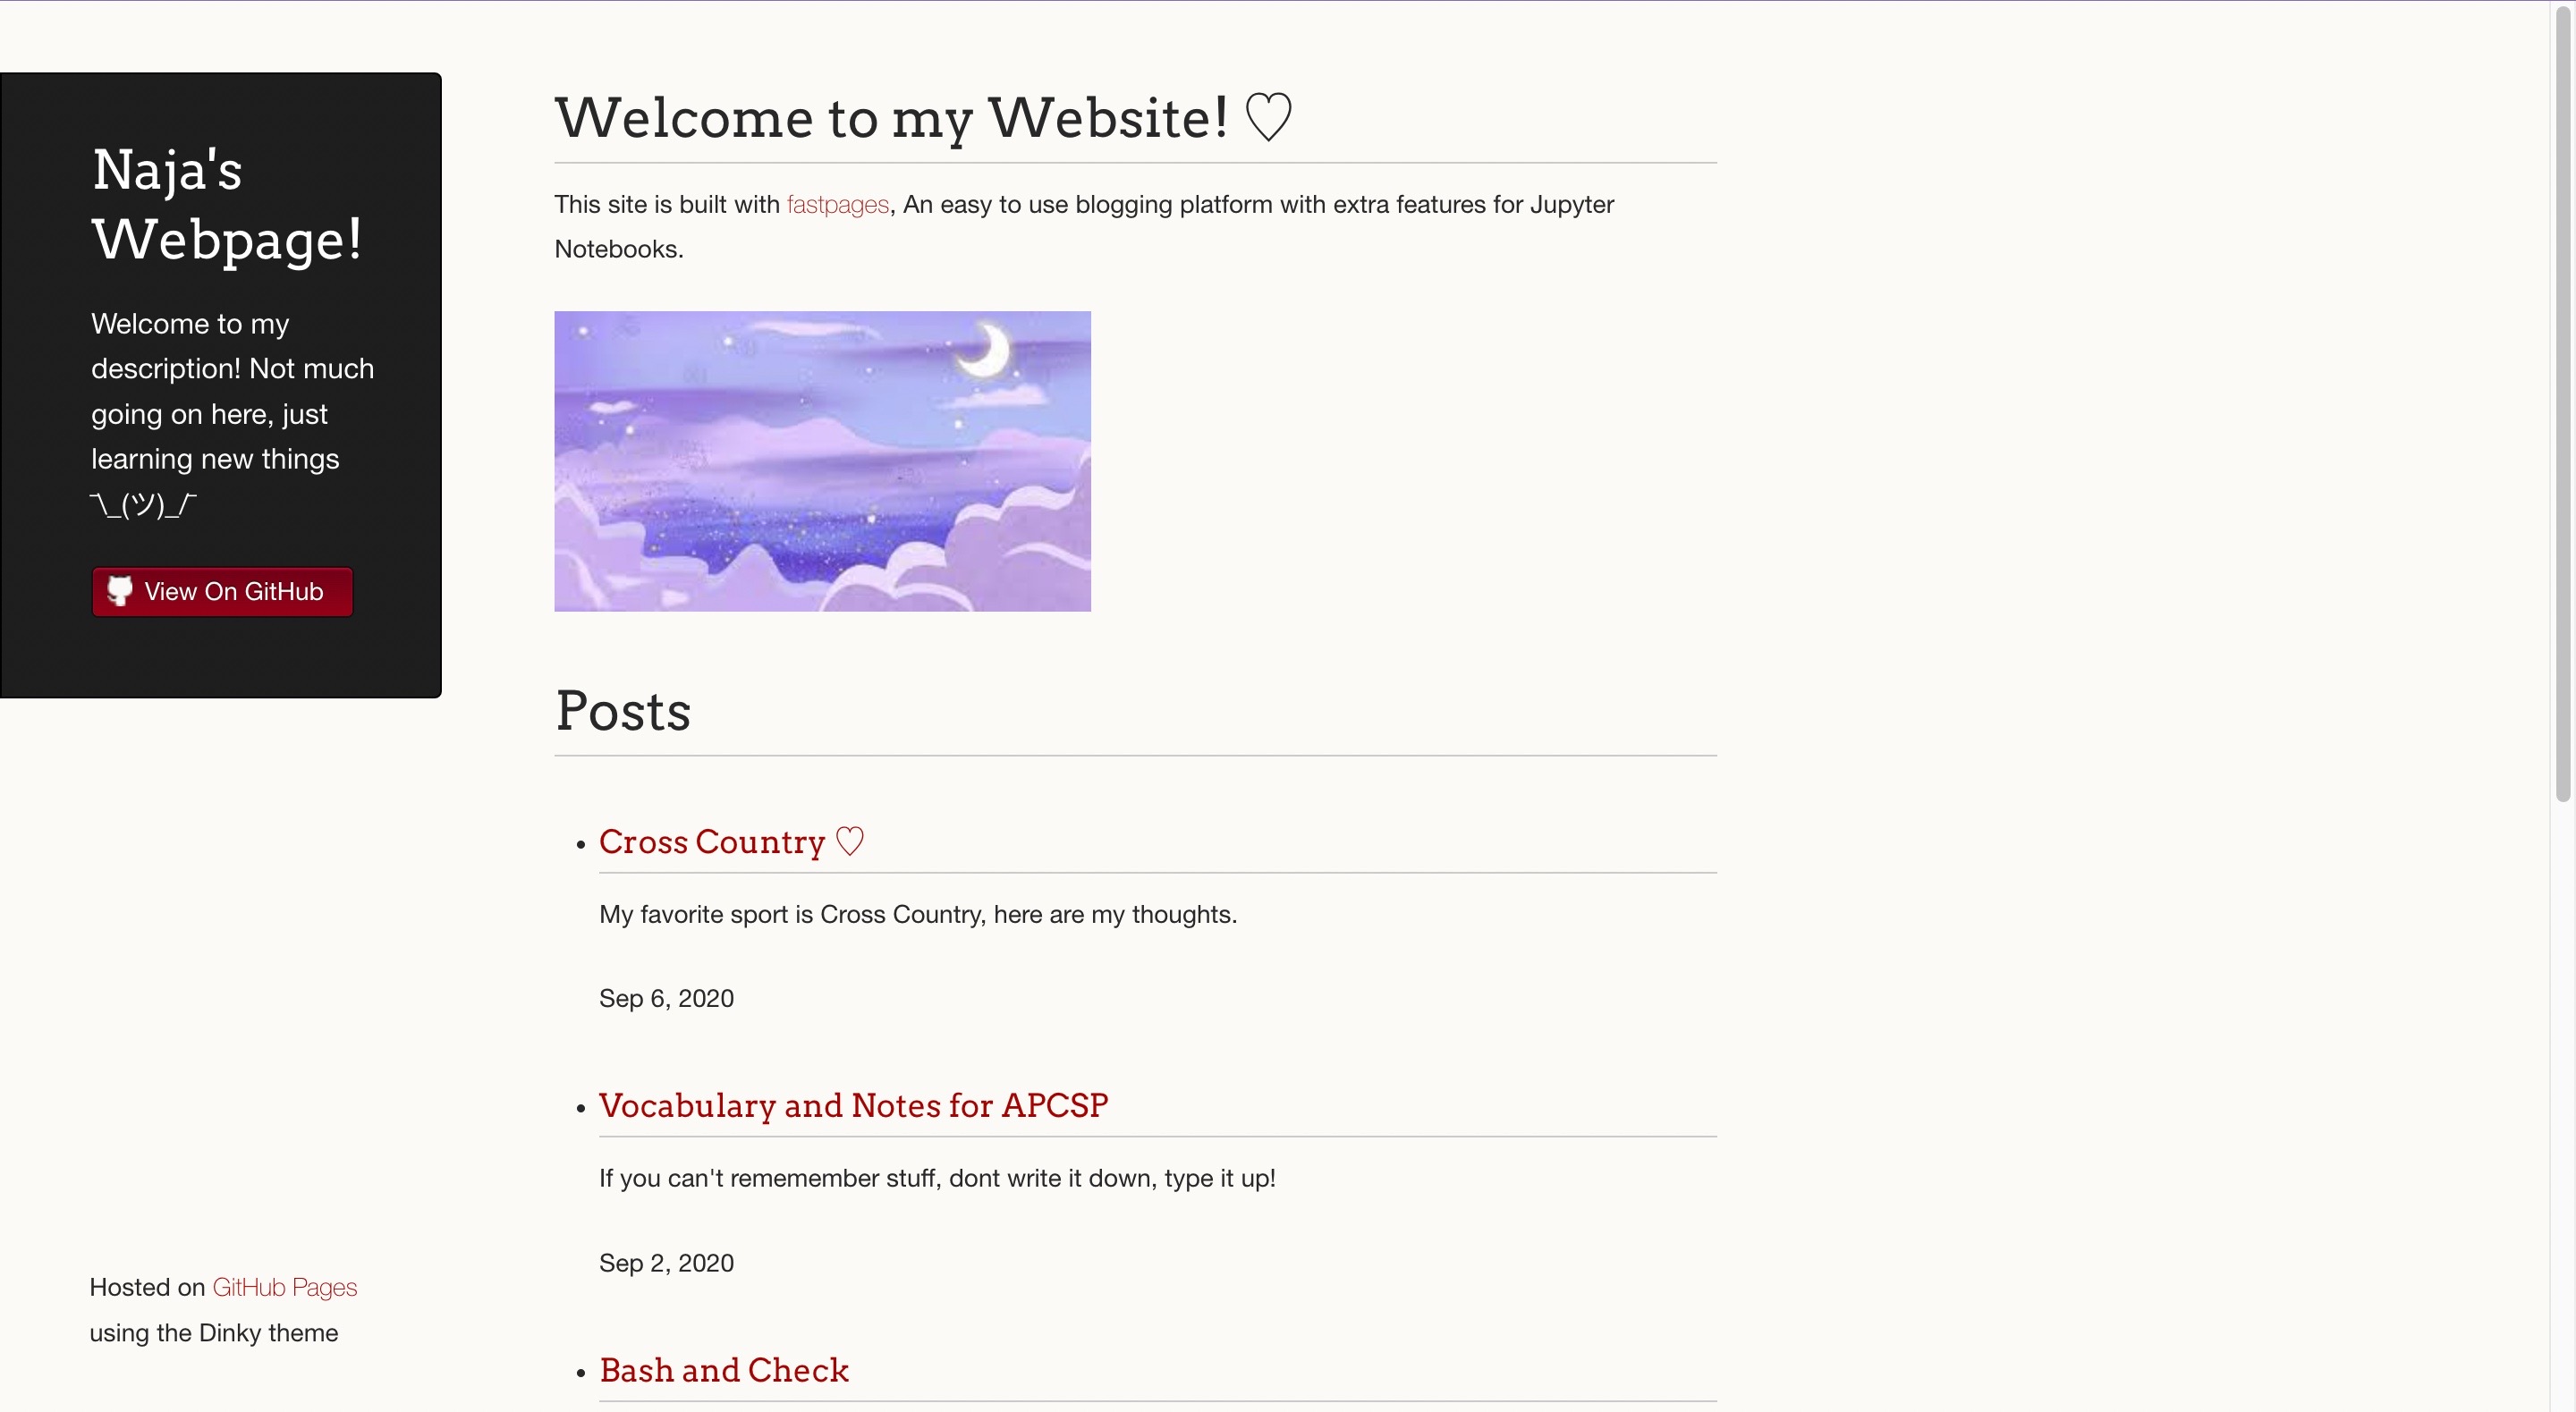 Naja's
Webpage!
Welcome to my
description! Not much
going on here, just
learning new things
¯\_(ツ)_/¯
View On GitHub
Welcome to my Website! ♡
This site is built with fastpages, An easy to use blogging platform with extra features for Jupyter
Notebooks.
Posts
Cross Country ♡
My favorite sport is Cross Country, here are my thoughts.
Sep 6, 2020
Vocabulary and Notes for APCSP
If you can't rememember stuff, dont write it down, type it up!
Sep 2, 2020
Bash and Check
Hosted on GitHub Pages
using the Dinky theme